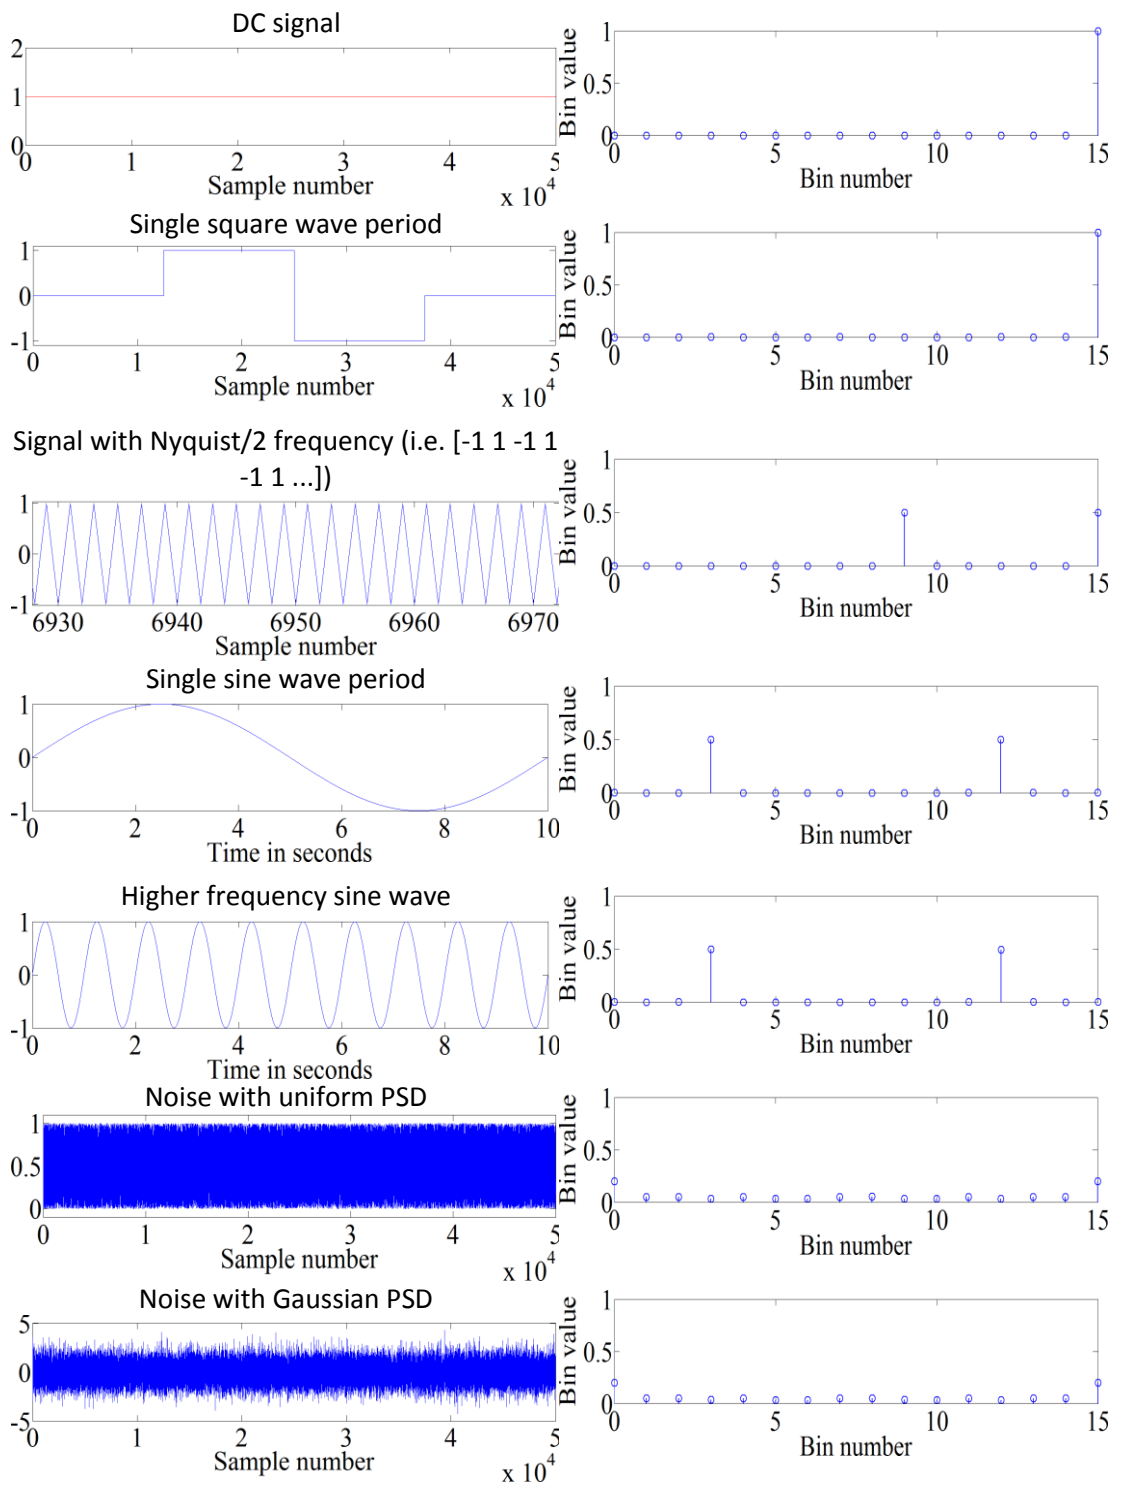 DC signal
2
1
0
0 1 2 3 4 5
Sample number
x 10^4
1
0.5
0
Bin value
0 5 10 15
Bin number
Single square wave period
1
0
-1
0 1 2 3 4 5
Sample number
x 10^4
1
0.5
0
Bin value
0 5 10 15
Bin number
Signal with Nyquist/2 frequency (i.e. [-1 1 -1 1
-1 1 ...])
1
0
-1
6930 6940 6950 6960 6970
Sample number
1
0.5
0
Bin value
0 5 10 15
Bin number
Single sine wave period
1
0
-1
0 2 4 6 8 10
Time in seconds
1
0.5
0
Bin value
0 5 10 15
Bin number
Higher frequency sine wave
1
0
-1
0 2 4 6 8 10
Time in seconds
1
0.5
0
Bin value
0 5 10 15
Bin number
Noise with uniform PSD
1
0.5
0
0 1 2 3 4 5
Sample number
x 10^4
1
0.5
0
Bin value
0 5 10 15
Bin number
Noise with Gaussian PSD
5
0
-5
0 1 2 3 4 5
Sample number
x 10^4
1
0.5
0
Bin value
0 5 10 15
Bin number